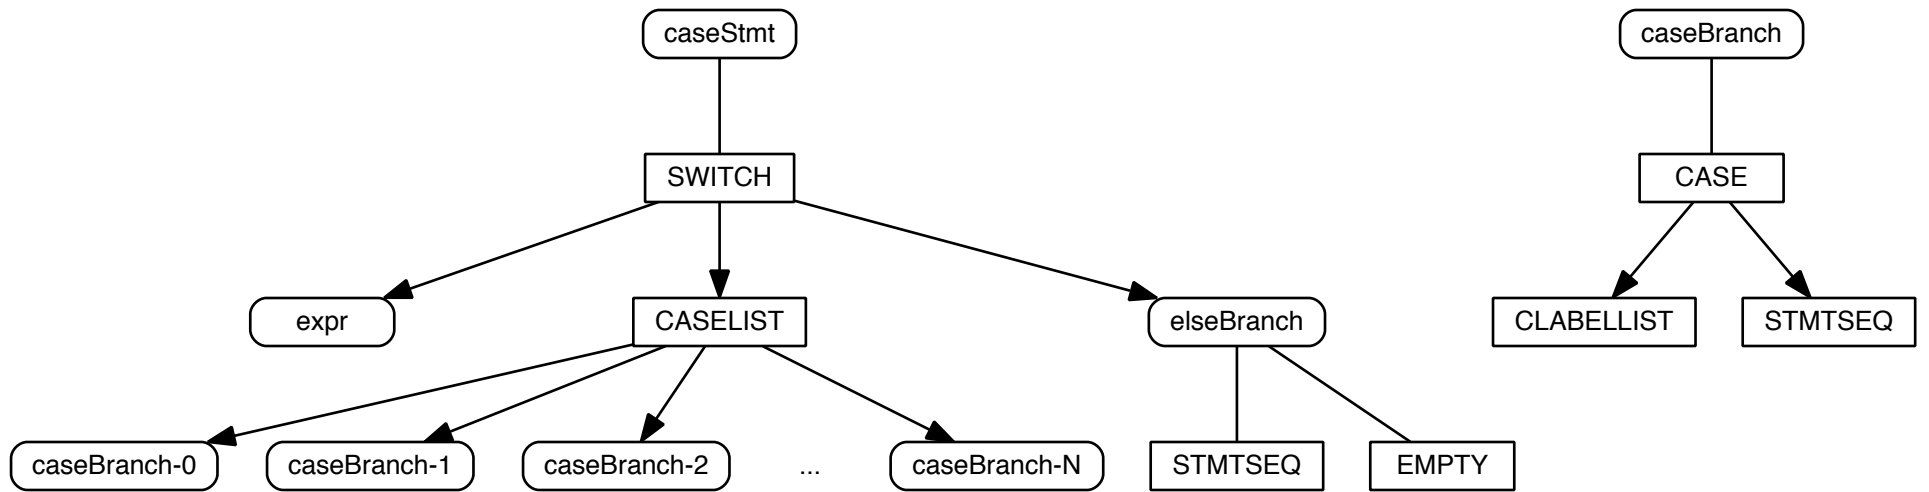 caseStmt
caseBranch
SWITCH
CASE
expr
CASELIST
elseBranch
CLABELLIST
STMTSEQ
caseBranch-0
caseBranch-1
caseBranch-2
...
caseBranch-N
STMTSEQ
EMPTY